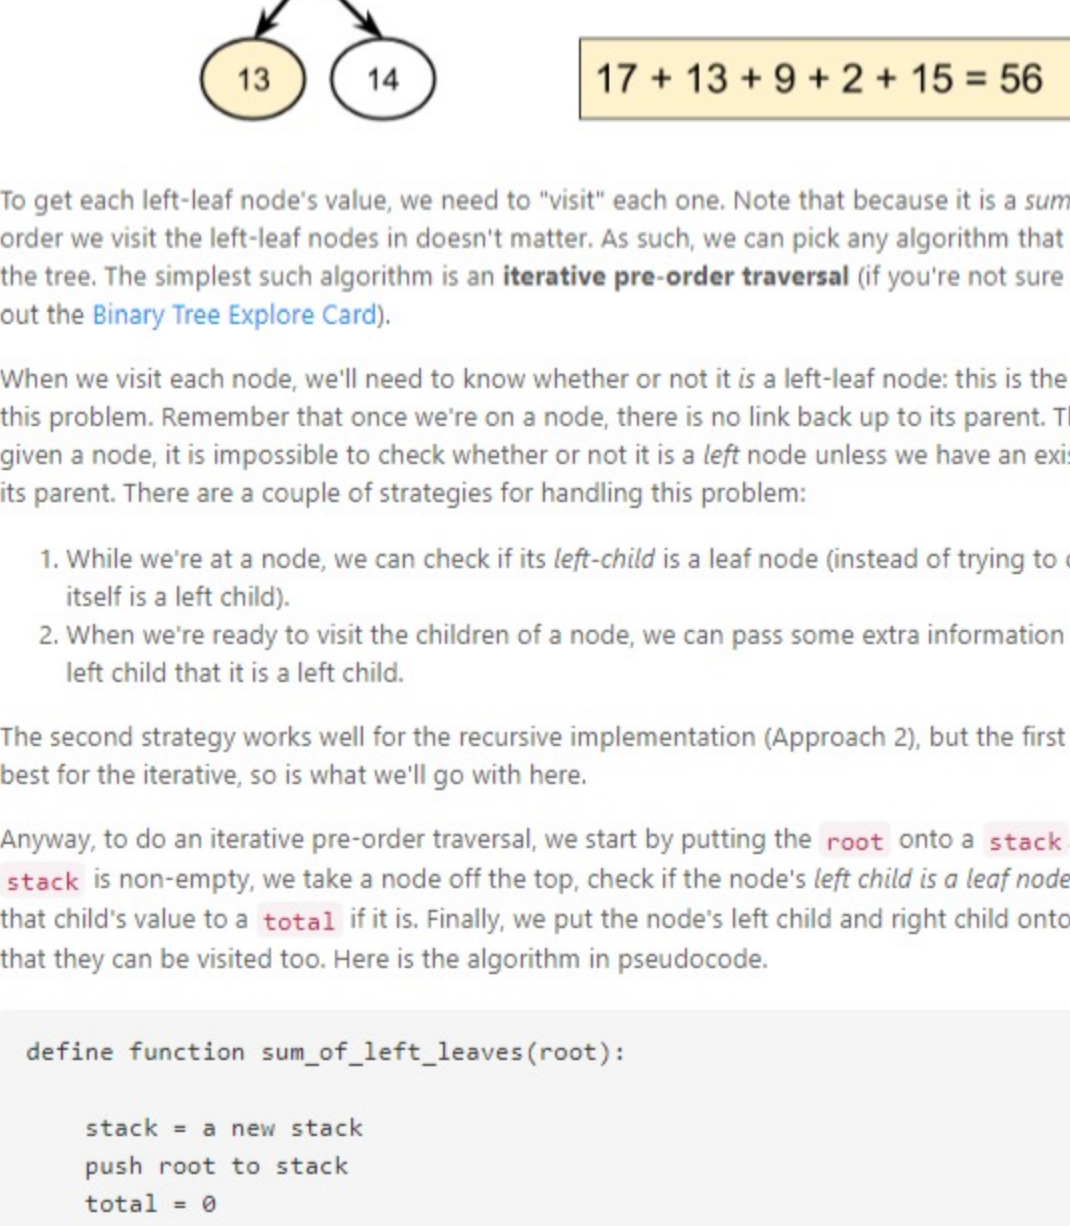 13
14
17 + 13 + 9 + 2 + 15 = 56
To get each left-leaf node's value, we need to "visit" each one. Note that because it is a sum
order we visit the left-leaf nodes in doesn't matter. As such, we can pick any algorithm that
the tree. The simplest such algorithm is an iterative pre-order traversal (if you're not sure
out the Binary Tree Explore Card).
When we visit each node, we'll need to know whether or not it is a left-leaf node: this is the
this problem. Remember that once we're on a node, there is no link back up to its parent.
given a node, it is impossible to check whether or not it is a left node unless we have an
its parent. There are a couple of strategies for handling this problem:
1. While we're at a node, we can check if its left-child is a leaf node (instead of trying to
itself is a left child).
2. When we're ready to visit the children of a node, we can pass some extra information
left child that it is a left child.
The second strategy works well for the recursive implementation (Approach 2), but the first
best for the iterative, so is what we'll go with here.
Anyway, to do an iterative pre-order traversal, we start by putting the root onto a stack
stack is non-empty, we take a node off the top, check if the node's left child is a leaf node
that child's value to a total if it is. Finally, we put the node's left child and right child onto
that they can be visited too. Here is the algorithm in pseudocode.
define function sum_of_left_leaves(root):
stack = a new stack
push root to stack
total = 0